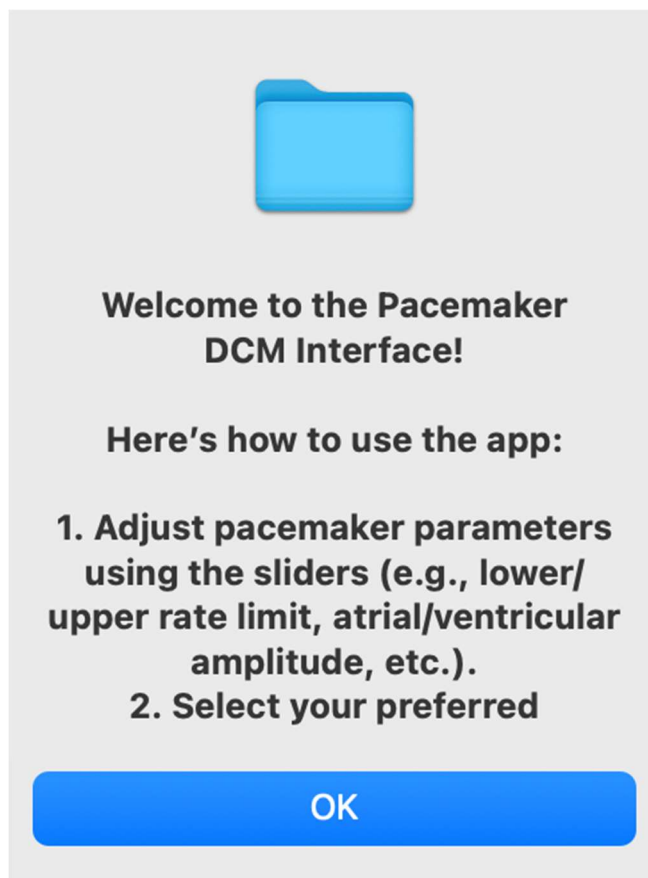 Welcome to the Pacemaker
DCM Interface!
Here’s how to use the app:
1. Adjust pacemaker parameters
using the sliders (e.g., lower/
upper rate limit, atrial/ventricular
amplitude, etc.).
2. Select your preferred
OK